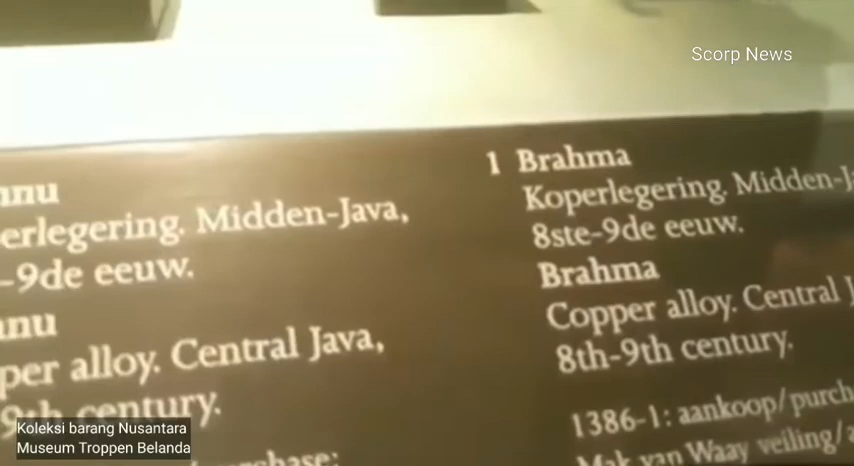 Scorp News
erlegering. Midden-Java,
-9de eeuw.
per alloy. Central Java,
9th century.
1 Brahma
Koperlegering. Midden-J
8ste-9de eeuw.
Brahma
Copper alloy. Central J
8th-9th century.
1386-1: aankoop/purch
Mak van Waay veiling/
Koleksi barang Nusantara
Museum Troppen Belanda